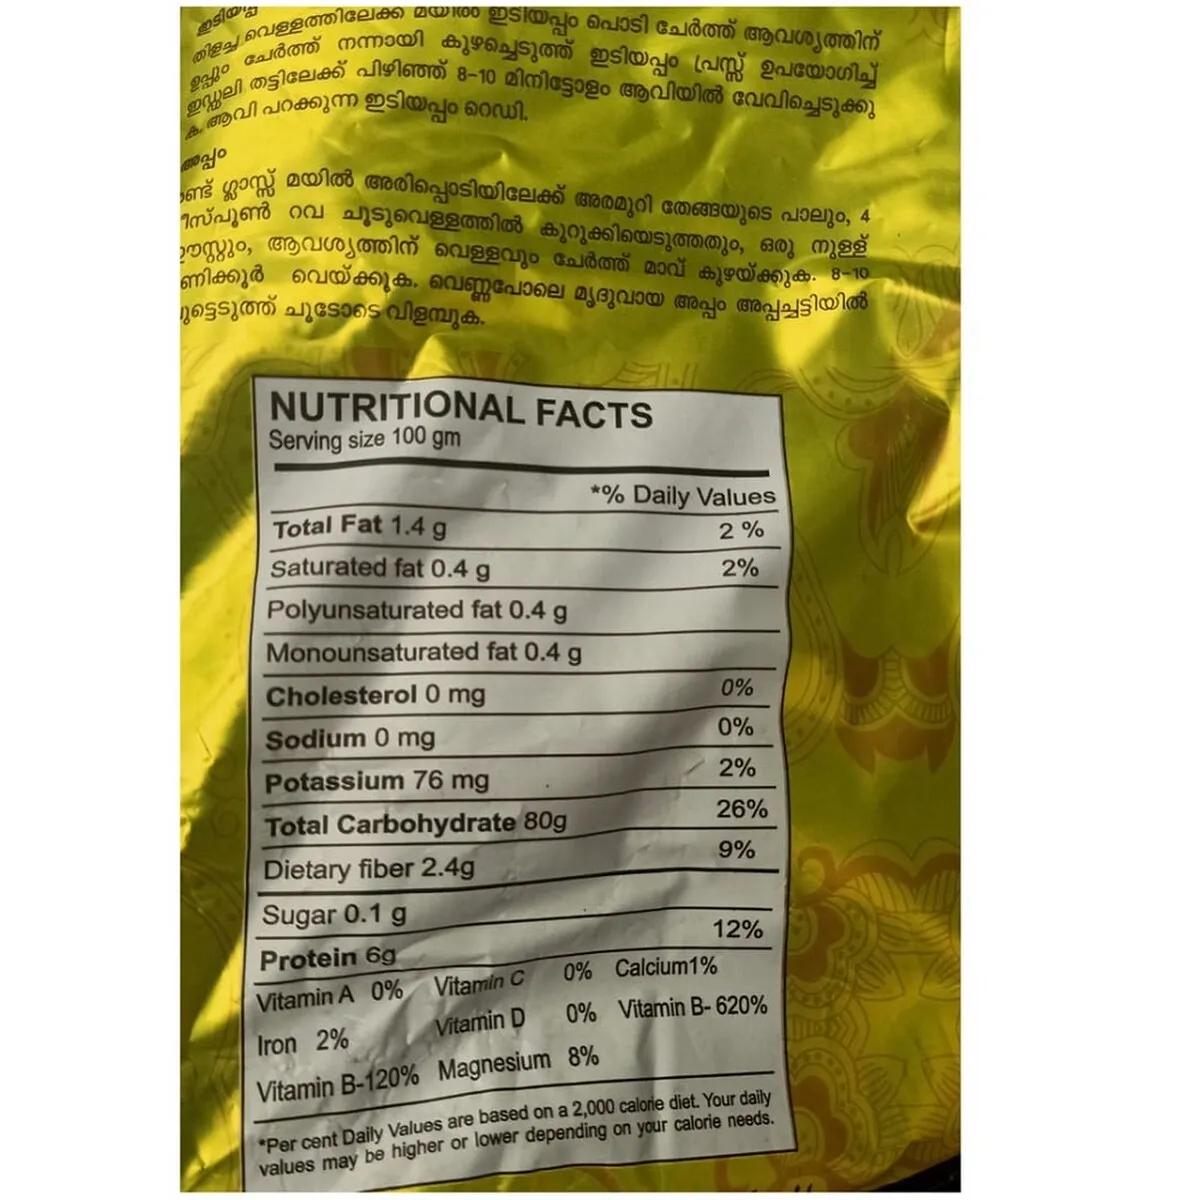 ഇടിയപ്പം
തിളച്ച വെള്ളത്തിലേക്ക് മയിൽ ഇടിയപ്പം പൊടി ചേർത്ത് ആവശ്യത്തിന്
ഉപ്പും ചേർത്ത് നന്നായി കുഴച്ചെടുത്ത് ഇടിയപ്പം പ്രസ്സ് ഉപയോഗിച്ച്
ഇഡ്ഡലി തട്ടിലേക്ക് പിഴിഞ്ഞ് 8-10 മിനിട്ടോളം ആവിയിൽ വേവിച്ചെടുക്കു
ക. ആവി പറക്കുന്ന ഇടിയപ്പം റെഡി.
അപ്പം
ഗ്ലാസ്സ് മയിൽ അരിപ്പൊടിയിലേക്ക് അരമുറി തേങ്ങയുടെ പാലും, 4
റവ ചൂടുവെള്ളത്തിൽ കുറുക്കിയെടുത്തതും, ഒരു നുള്ള്
ആവശ്യത്തിന് വെള്ളവും ചേർത്ത് മാവ് കുഴയ്ക്കുക. 8-10
വെയ്ക്കുക. വെണ്ണപോലെ മൃദുവായ അപ്പം അപ്പച്ചട്ടിയിൽ
ചൂടോടെ വിളമ്പുക.
NUTRITIONAL FACTS
Serving size 100 gm
*% Daily Values
Total Fat 1.4 g 2 %
Saturated fat 0.4 g 2%
Polyunsaturated fat 0.4 g
Monounsaturated fat 0.4 g
Cholesterol 0 mg 0%
Sodium 0 mg 0%
Potassium 76 mg 2%
Total Carbohydrate 80g 26%
Dietary fiber 2.4g 9%
Sugar 0.1 g
Protein 6g 12%
Vitamin A 0% Vitamin C 0% Calcium1%
Iron 2% Vitamin D 0% Vitamin B- 620%
Vitamin B-120% Magnesium 8%
*Per cent Daily Values are based on a 2,000 calorie diet. Your daily
values may be higher or lower depending on your calorie needs.